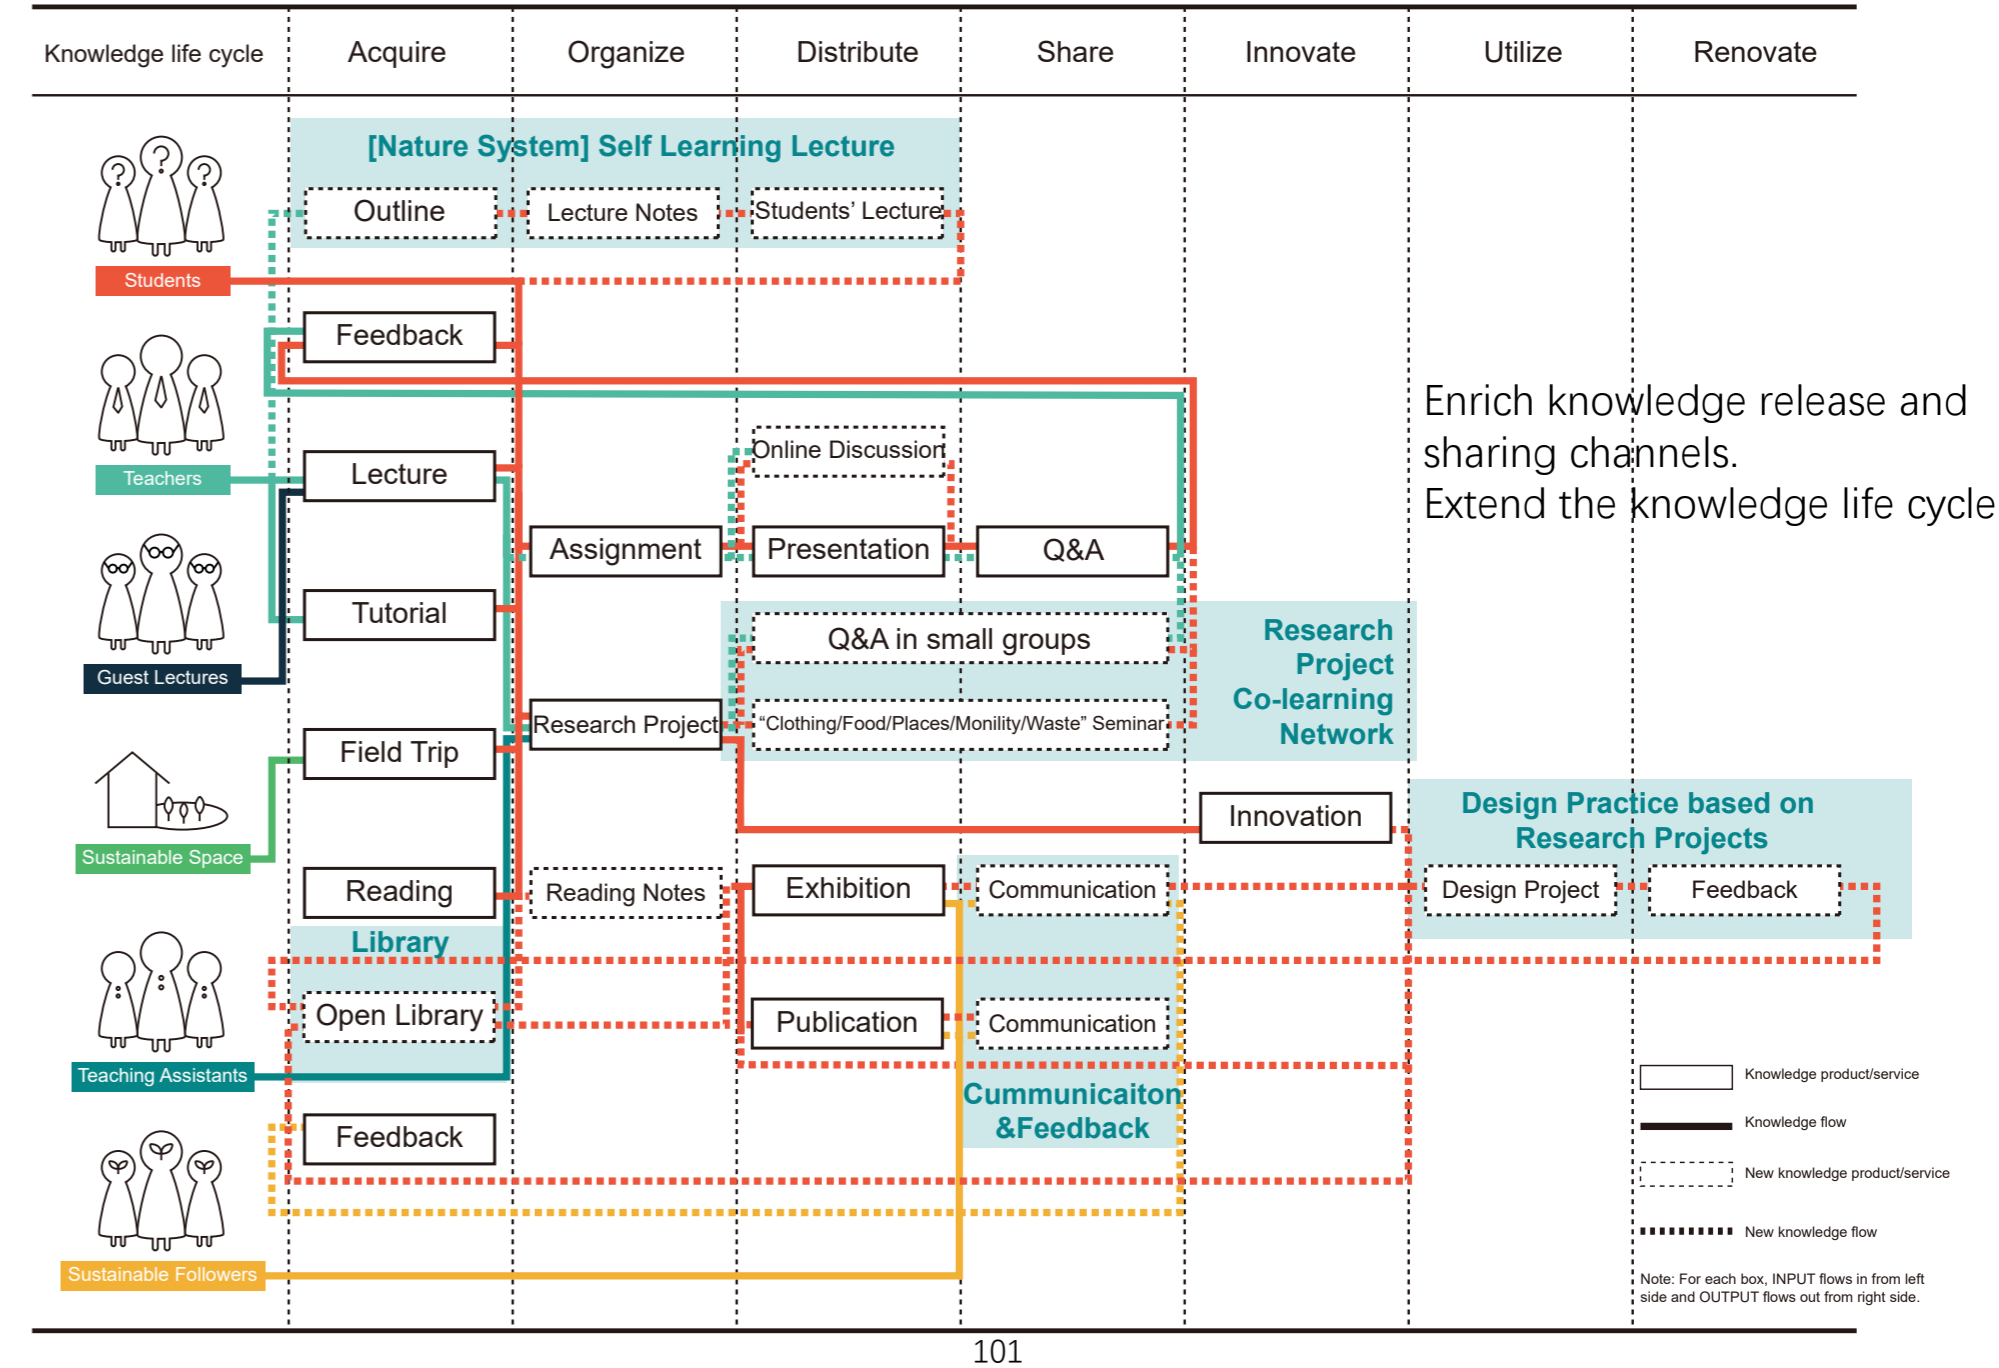 Knowledge life cycle
Acquire
Organize
Distribute
Share
Innovate
Utilize
Renovate
[Nature System] Self Learning Lecture
Outline
Lecture Notes
Students’ Lecture
Students
Feedback
Teachers
Lecture
Online Discussion
Enrich knowledge release and
sharing channels.
Extend the knowledge life cycle
Assignment
Presentation
Q&A
Tutorial
Q&A in small groups
Research
Project
Co-learning
Network
Guest Lectures
Field Trip
Research Project
“Clothing/Food/Places/Monility/Waste” Seminar
Innovation
Design Practice based on
Research Projects
Sustainable Space
Reading
Reading Notes
Exhibition
Communication
Design Project
Feedback
Library
Open Library
Publication
Communication
Teaching Assistants
Cummunicaiton
&Feedback
Feedback
Sustainable Followers
Knowledge product/service
Knowledge flow
New knowledge product/service
New knowledge flow
Note: For each box, INPUT flows in from left
side and OUTPUT flows out from right side.
101